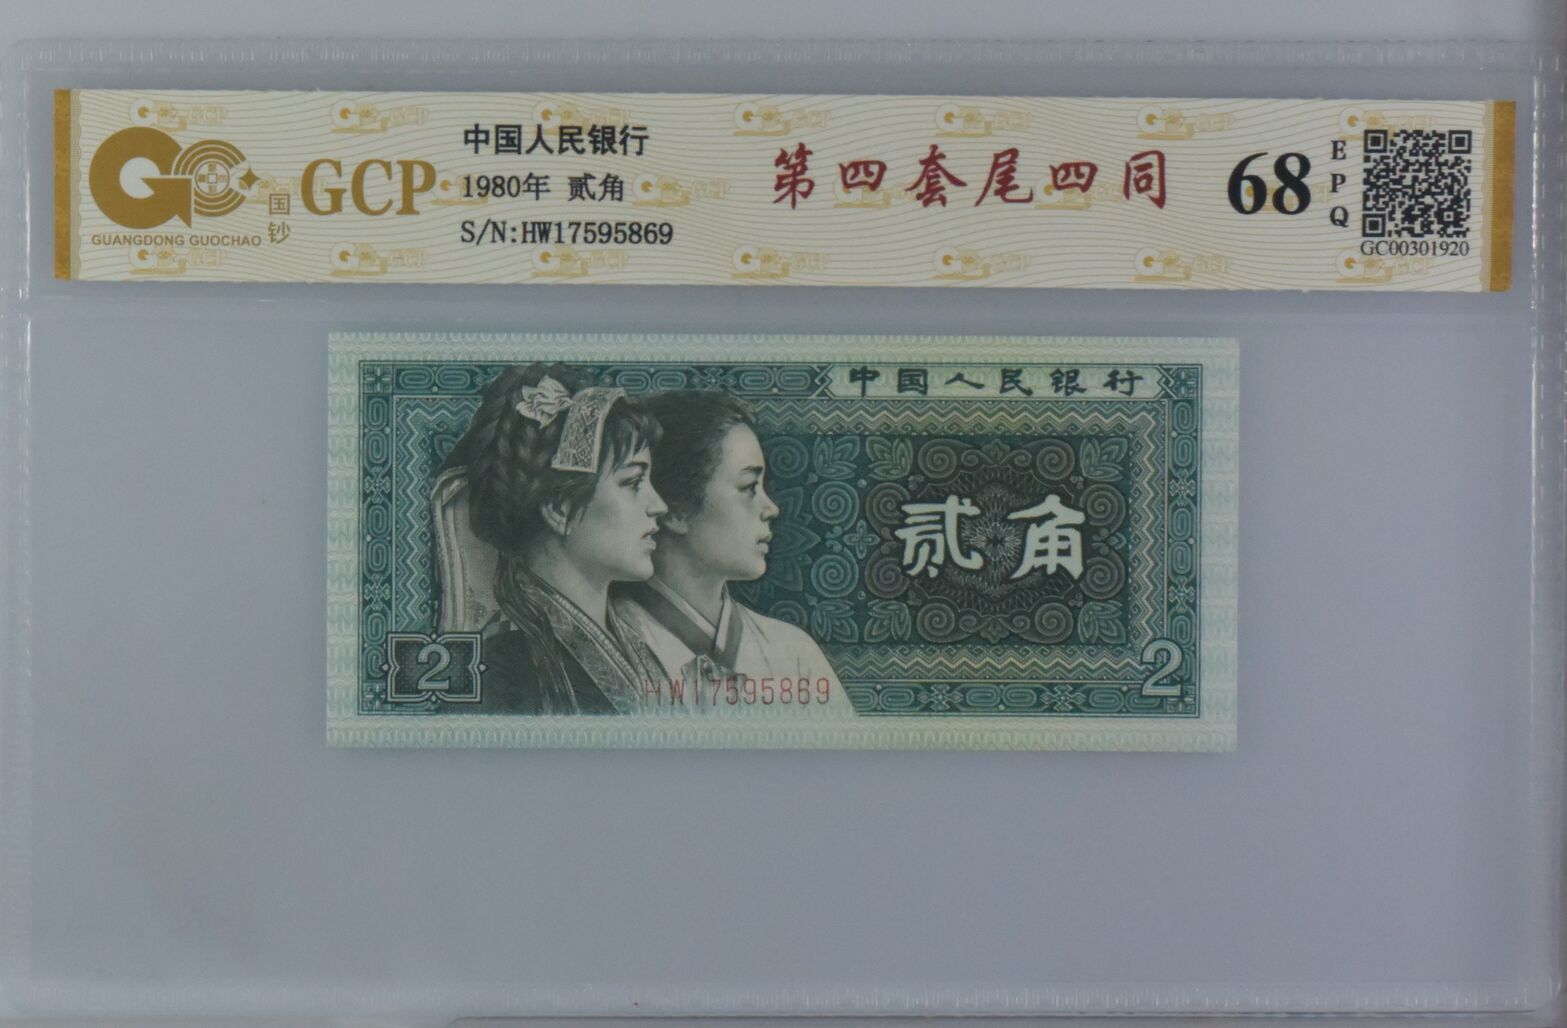 GUANGDONG GUOCHAO
国钞
GCP
中国人民银行
1980年 贰角
S/N:HW17595869
第四套尾四同
68
EPQ
GC00301920
中国人民银行
贰角
2
2
HW17595869